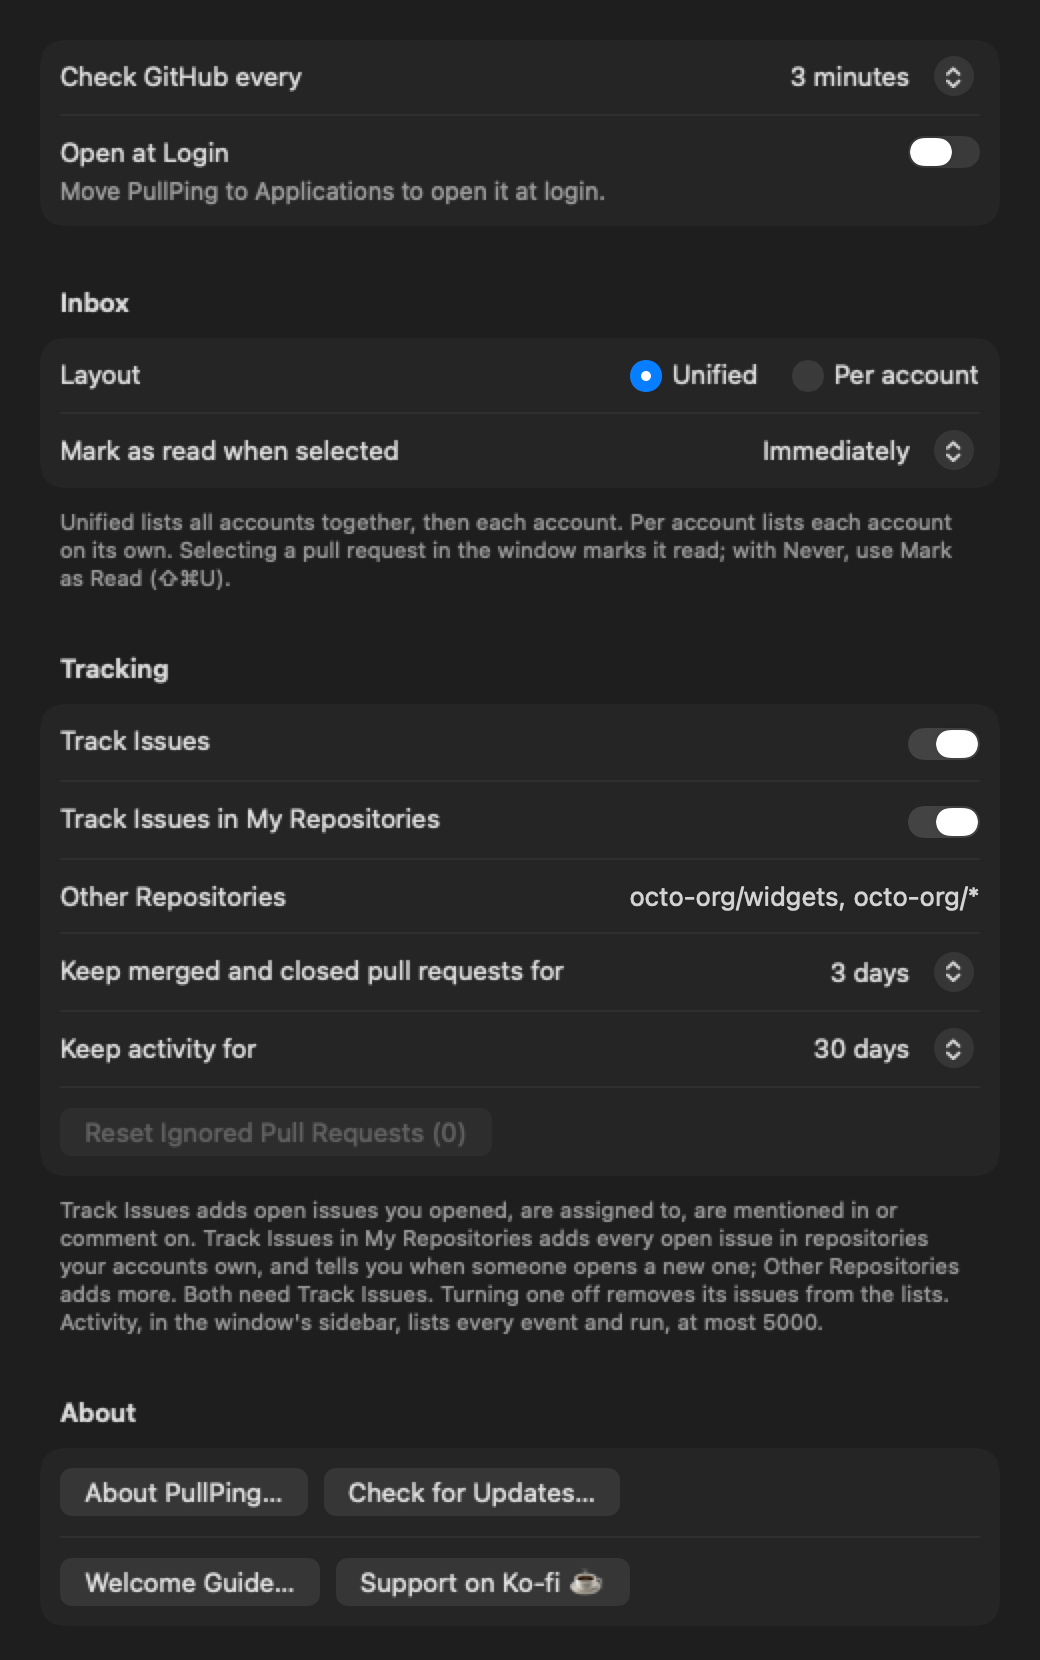 Check GitHub every 3 minutes
Open at Login
Move PullPing to Applications to open it at login.
Inbox
Layout Unified Per account
Mark as read when selected Immediately
Unified lists all accounts together, then each account. Per account lists each account
on its own. Selecting a pull request in the window marks it read; with Never, use Mark
as Read (⇧⌘U).
Tracking
Track Issues
Track Issues in My Repositories
Other Repositories octo-org/widgets, octo-org/*
Keep merged and closed pull requests for 3 days
Keep activity for 30 days
Reset Ignored Pull Requests (0)
Track Issues adds open issues you opened, are assigned to, are mentioned in or
comment on. Track Issues in My Repositories adds every open issue in repositories
your accounts own, and tells you when someone opens a new one; Other Repositories
adds more. Both need Track Issues. Turning one off removes its issues from the lists.
Activity, in the window's sidebar, lists every event and run, at most 5000.
About
About PullPing... Check for Updates...
Welcome Guide... Support on Ko-fi ☕